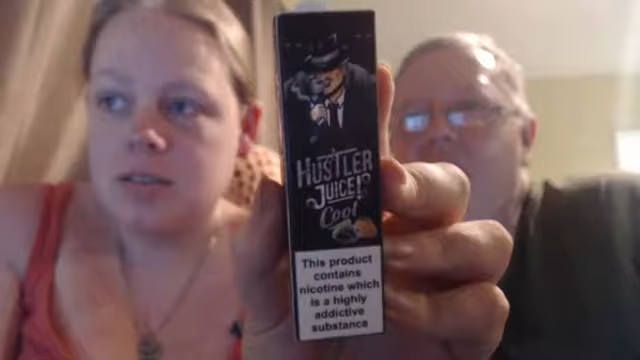 HUSTLER
JUICE!
Cool
This product
contains
nicotine which
is a highly
addictive
substance